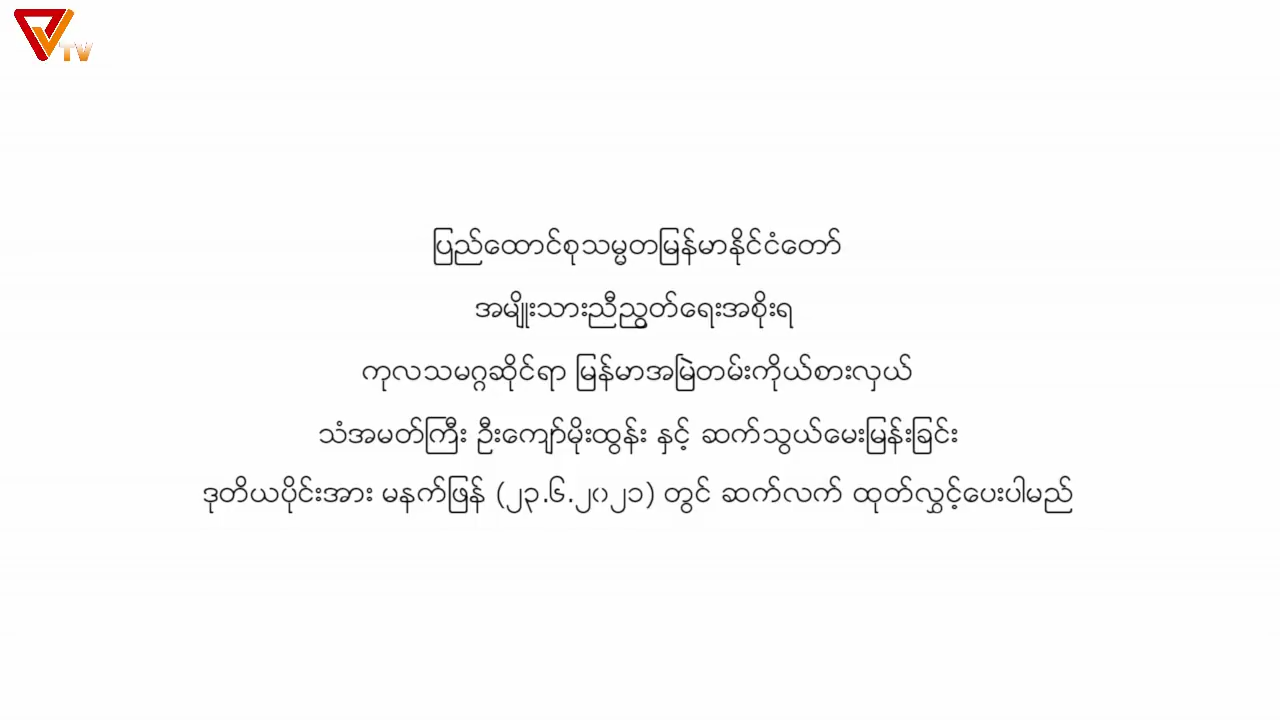 TV
ပြည်ထောင်စုသမ္မတမြန်မာနိုင်ငံတော်
အမျိုးသားညီညွတ်ရေးအစိုးရ
ကုလသမဂ္ဂဆိုင်ရာ မြန်မာအမြဲတမ်းကိုယ်စားလှယ်
သံအမတ်ကြီး ဦးကျော်မိုးထွန်း နှင့် ဆက်သွယ်မေးမြန်းခြင်း
ဒုတိယပိုင်းအား မနက်ဖြန် (၂၃.၆.၂၀၂၁) တွင် ဆက်လက် ထုတ်လွှင့်ပေးပါမည်